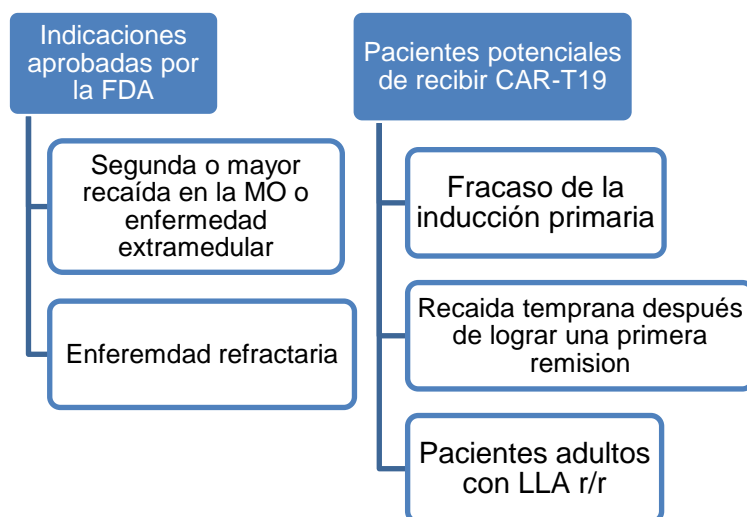 Indicaciones
aprobadas por
la FDA
Segunda o mayor
recaída en la MO o
enfermedad
extramedular
Enferemdad refractaria
Pacientes potenciales
de recibir CAR-T19
Fracaso de la
inducción primaria
Recaida temprana después
de lograr una primera
remision
Pacientes adultos
con LLA r/r